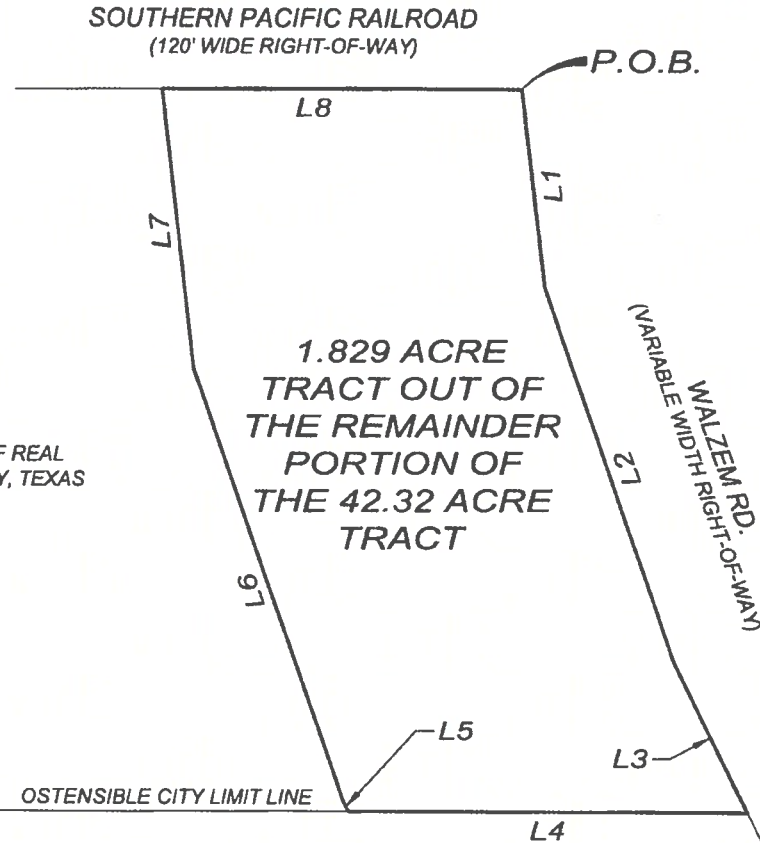 SOUTHERN PACIFIC RAILROAD
(120' WIDE RIGHT-OF-WAY)
P.O.B.
L8
L1
L7
1.829 ACRE
TRACT OUT OF
THE REMAINDER
PORTION OF
THE 42.32 ACRE
TRACT
WALZEM RD.
(VARIABLE WIDTH RIGHT-OF-WAY)
F REAL
Y, TEXAS
L2
L6
L5
L3
OSTENSIBLE CITY LIMIT LINE
L4